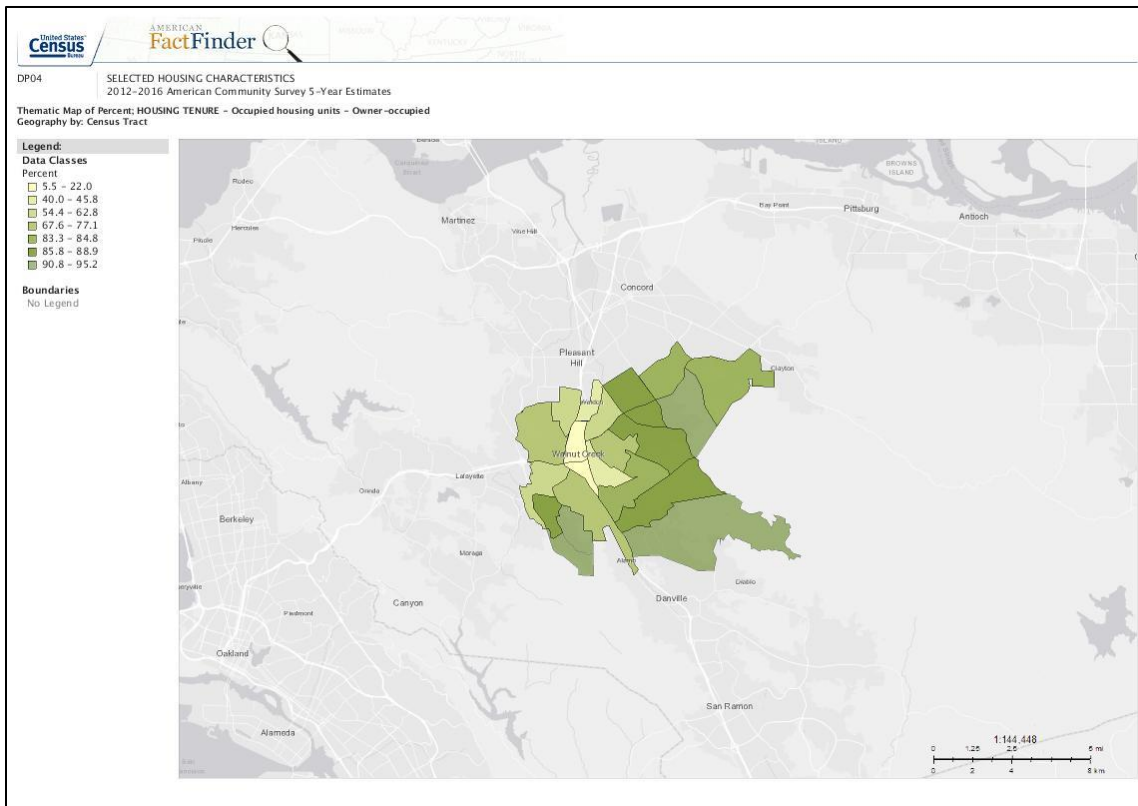 United States
Census
Bureau
AMERICAN
FactFinder
DP04
SELECTED HOUSING CHARACTERISTICS
2012-2016 American Community Survey 5-Year Estimates
Thematic Map of Percent; HOUSING TENURE - Occupied housing units - Owner-occupied
Geography by: Census Tract
Legend:
Data Classes
Percent
5.5 - 22.0
40.0 - 45.8
54.4 - 62.8
67.6 - 77.1
83.3 - 84.8
85.8 - 88.9
90.8 - 95.2
Boundaries
No Legend
ISLAND
BROWNS
ISLAND
Rodeo
Hercules
Pinole
Martinez
Vine Hill
Bay Point
Pittsburg
Antioch
Concord
Pleasant
Hill
Clayton
Waldon
Walnut Creek
Lafayette
Orinda
Albany
Berkeley
Moraga
Alamo
Diablo
Danville
Canyon
Piedmont
Oakland
San Ramon
Alameda
1:144,448
0 1.25 2.5 5 mi
0 2 4 8 km